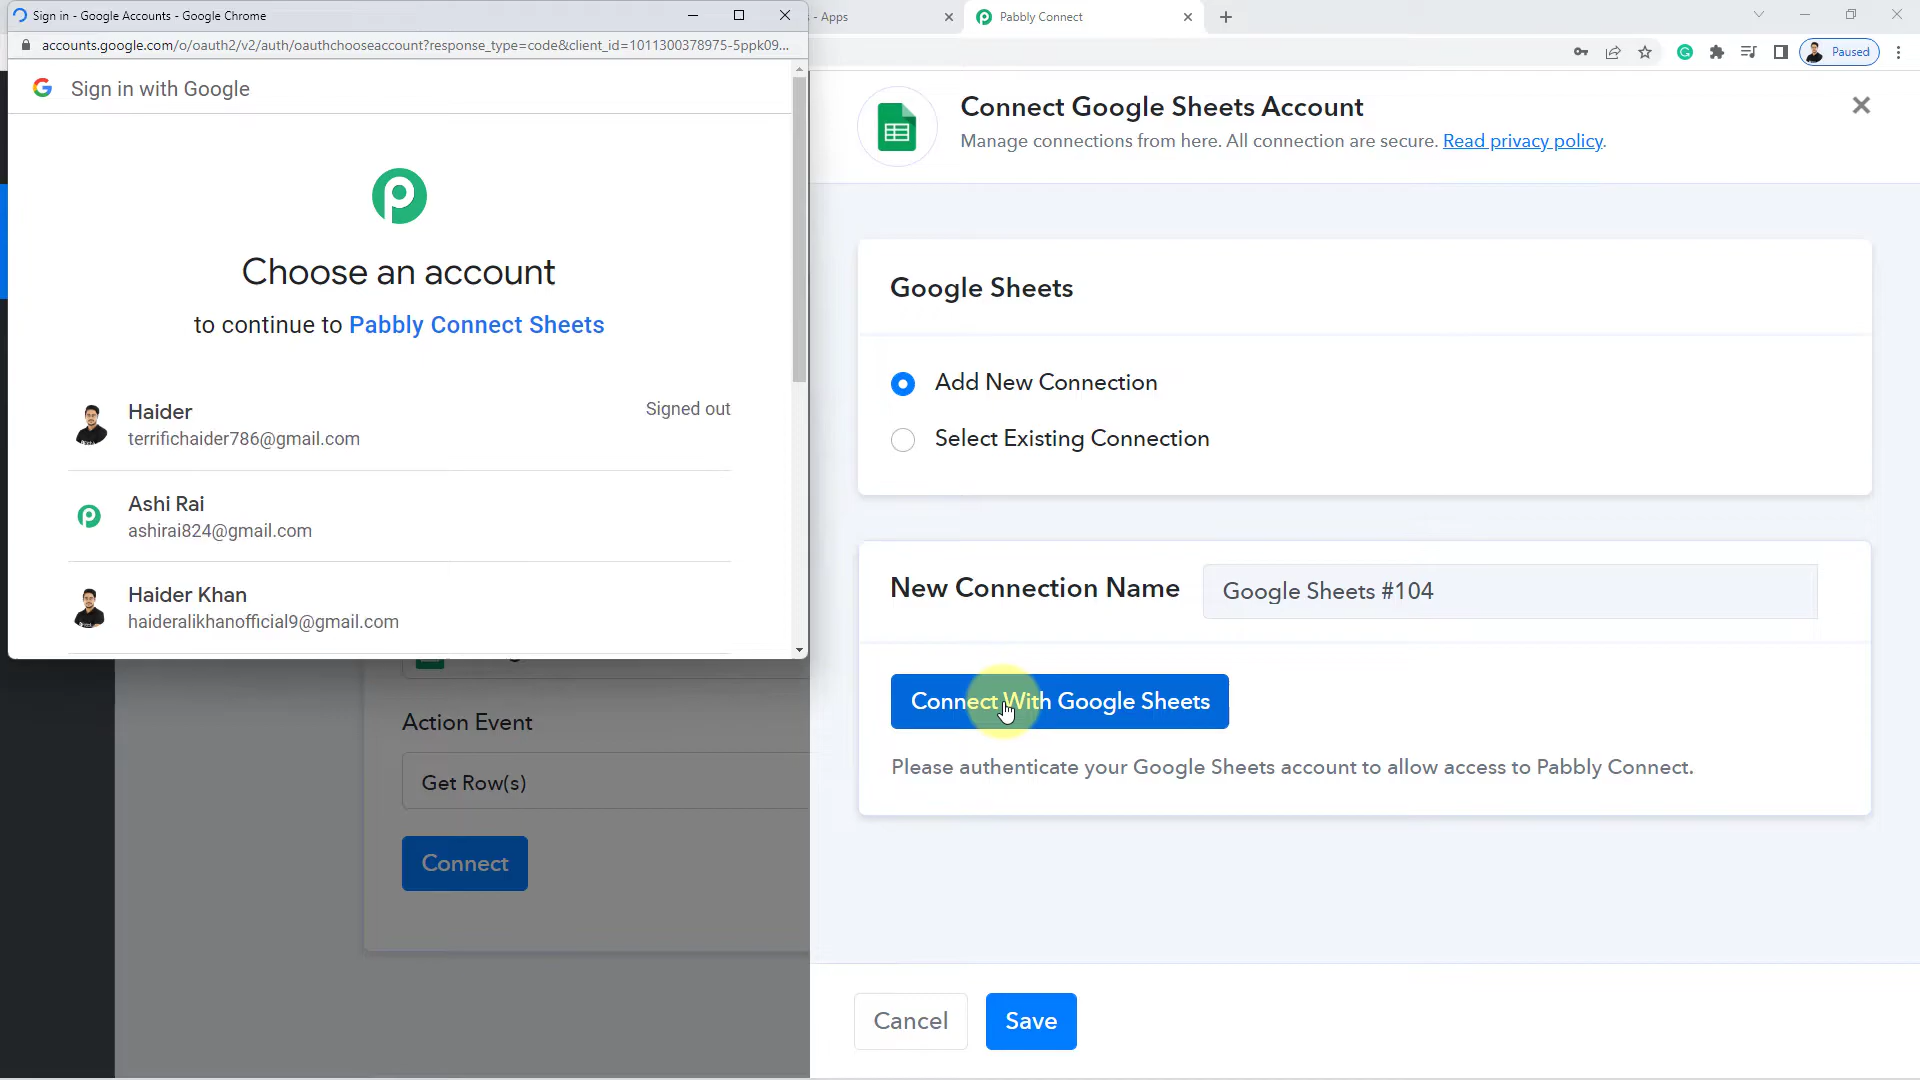 Sign in - Google Accounts - Google Chrome
accounts.google.com/o/oauth2/v2/auth/oauthchooseaccount?response_type=code&client_id=1011300378975-5ppk09...
Sign in with Google
Choose an account
to continue to Pabbly Connect Sheets
Haider
Signed out
terrifichaider786@gmail.com
Ashi Rai
ashirai824@gmail.com
Haider Khan
haideralikhanofficial9@gmail.com
Action Event
Get Row(s)
Connect
- Apps
Pabbly Connect
Paused
Connect Google Sheets Account
Manage connections from here. All connection are secure. Read privacy policy.
Google Sheets
Add New Connection
Select Existing Connection
New Connection Name
Google Sheets #104
Connect With Google Sheets
Please authenticate your Google Sheets account to allow access to Pabbly Connect.
Cancel
Save